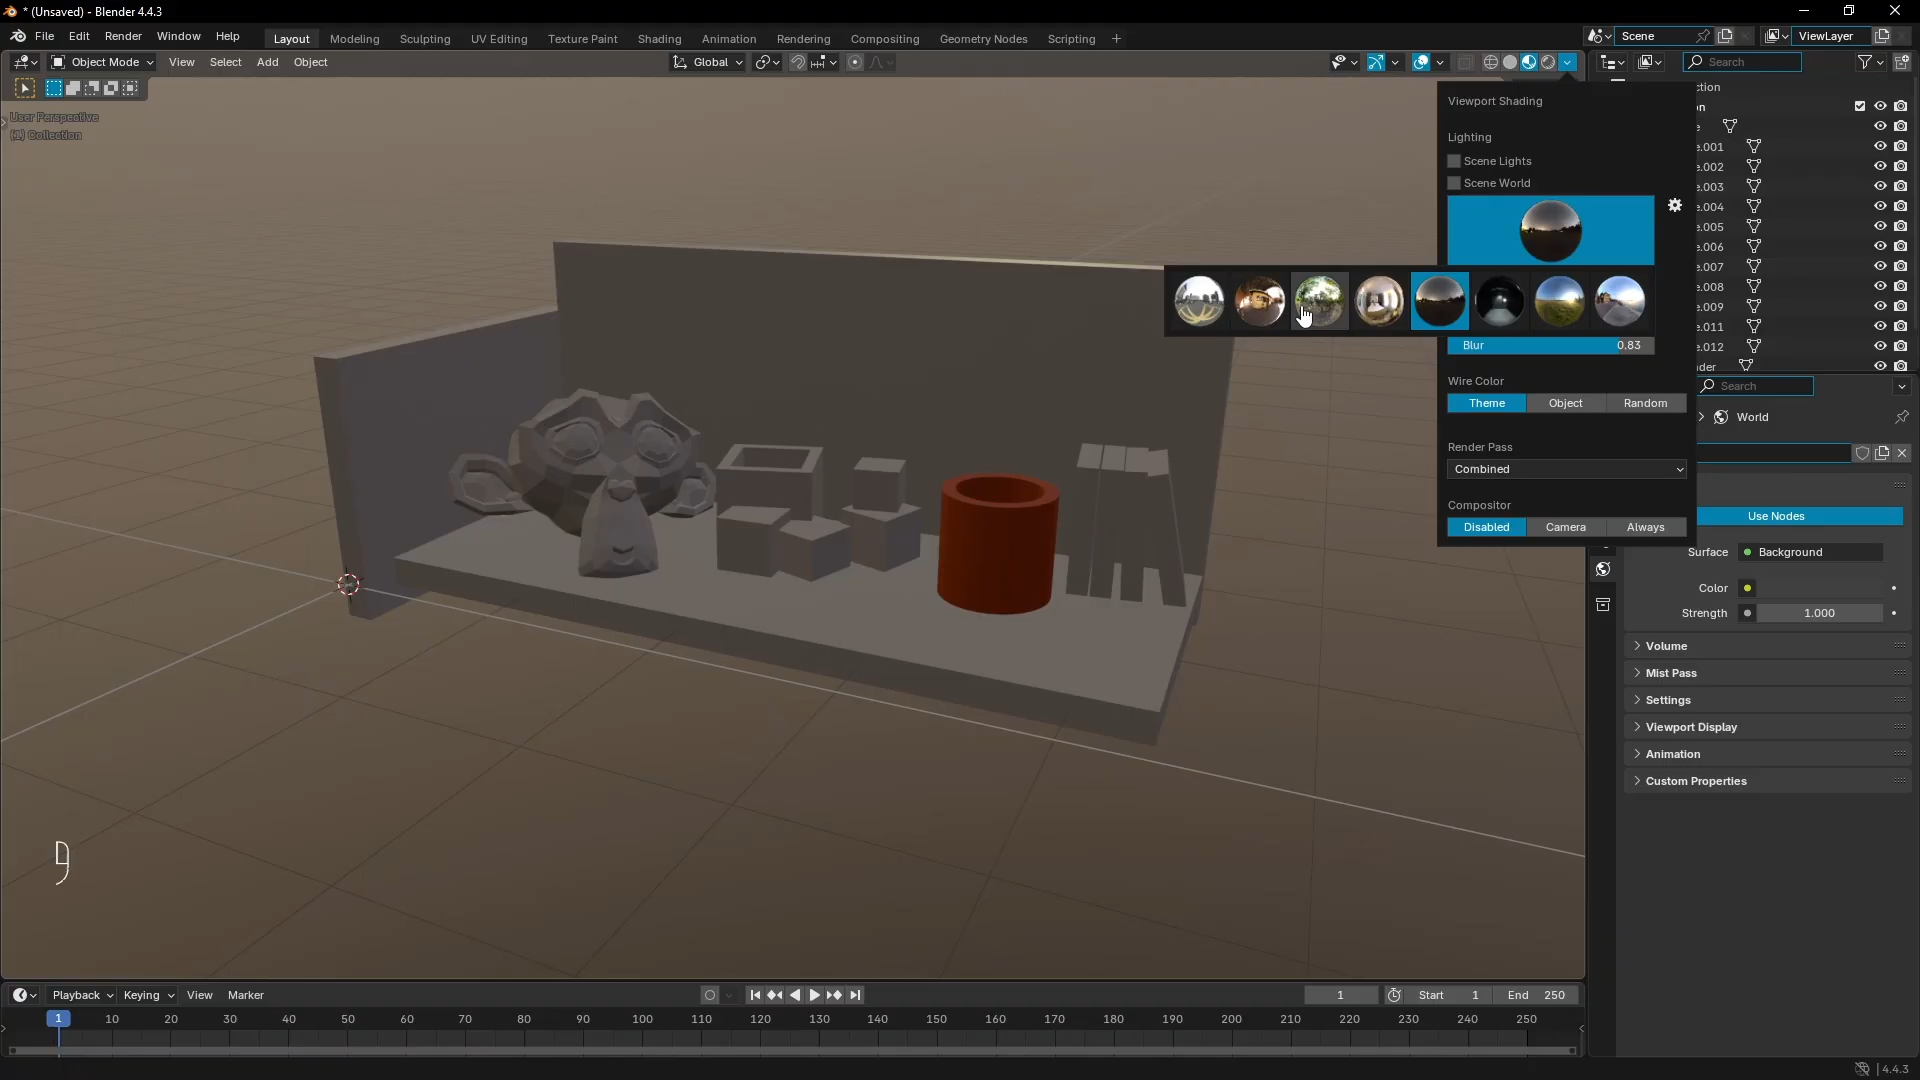 * (Unsaved) - Blender 4.4.3
File Edit Render Window Help Layout Modeling Sculpting UV Editing Texture Paint Shading Animation Rendering Compositing Geometry Nodes Scripting + Scene ViewLayer
Object Mode View Select Add Object Global Search
User Perspective
(1) Collection
Viewport Shading
Lighting
Scene Lights
Scene World
Blur 0.83
Wire Color
Theme Object Random
Render Pass
Combined
Compositor
Disabled Camera Always
ction
n
e
e.001
e.002
e.003
e.004
e.005
e.006
e.007
e.008
e.009
e.011
e.012
der
Search
World
Use Nodes
Surface Background
Color
Strength 1.000
Volume
Mist Pass
Settings
Viewport Display
Animation
Custom Properties
Playback Keying View Marker 1 Start 1 End 250
1 10 20 30 40 50 60 70 80 90 100 110 120 130 140 150 160 170 180 190 200 210 220 230 240 250
4.4.3